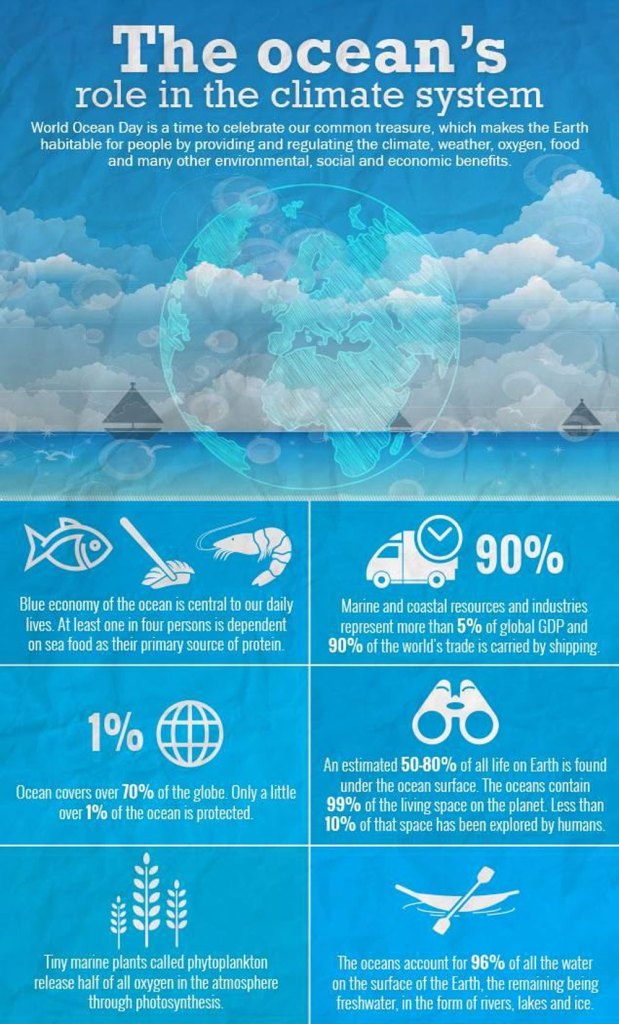 The ocean's
role in the climate system
World Ocean Day is a time to celebrate our common treasure, which makes the Earth
habitable for people by providing and regulating the climate, weather, oxygen, food
and many other environmental, social and economic benefits.
Blue economy of the ocean is central to our daily
lives. At least one in four persons is dependent
on sea food as their primary source of protein.
90%
Marine and coastal resources and industries
represent more than 5% of global GDP and
90% of the world's trade is carried by shipping.
1%
Ocean covers over 70% of the globe. Only a little
over 1% of the ocean is protected.
An estimated 50-80% of all life on Earth is found
under the ocean surface. The oceans contain
99% of the living space on the planet. Less than
10% of that space has been explored by humans.
Tiny marine plants called phytoplankton
release half of all oxygen in the atmosphere
through photosynthesis.
The oceans account for 96% of all the water
on the surface of the Earth, the remaining being
freshwater, in the form of rivers, lakes and ice.